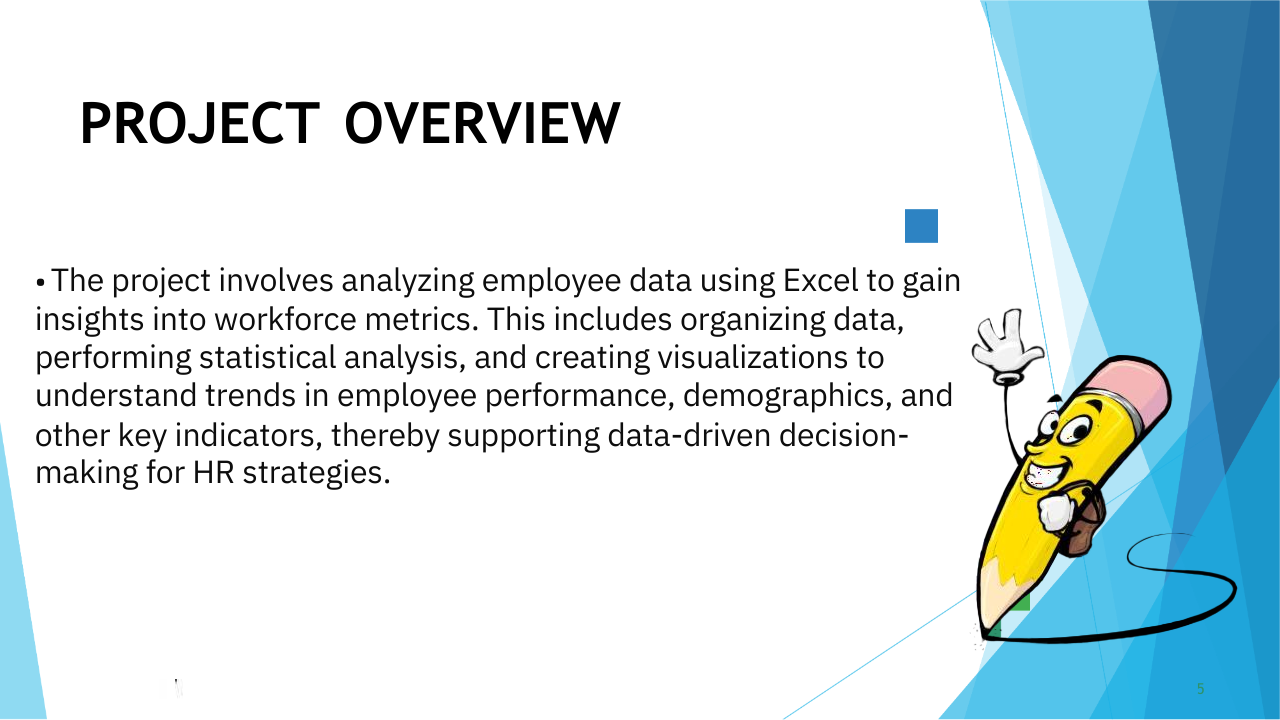 PROJECT OVERVIEW
• The project involves analyzing employee data using Excel to gain
insights into workforce metrics. This includes organizing data,
performing statistical analysis, and creating visualizations to
understand trends in employee performance, demographics, and
other key indicators, thereby supporting data-driven decision-
making for HR strategies.
5